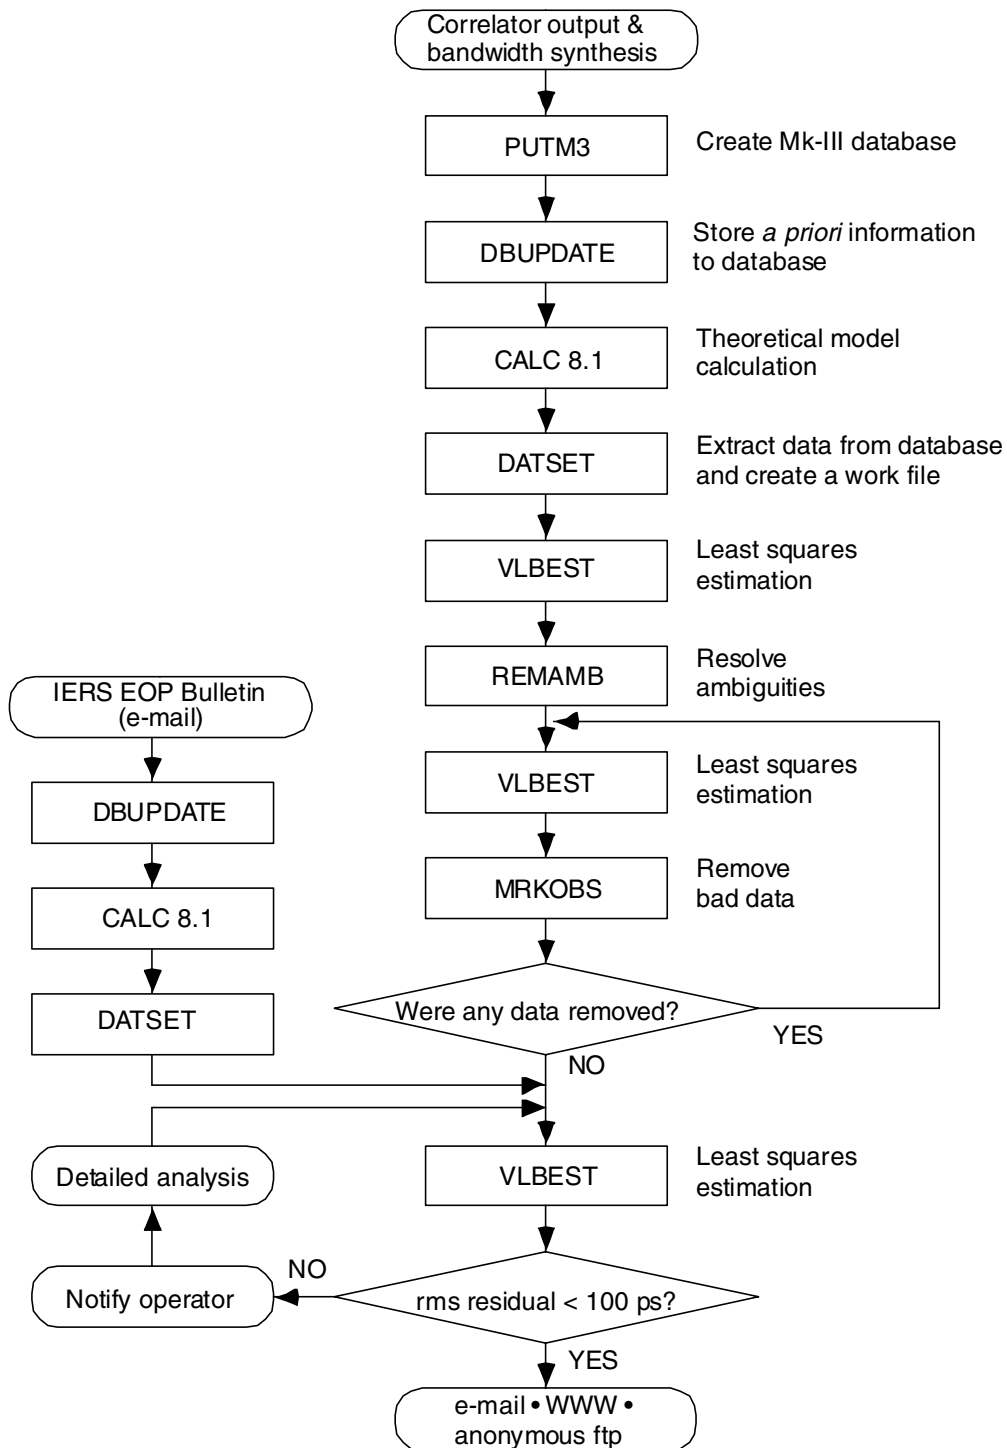 Correlator output &
bandwidth synthesis
PUTM3
Create Mk-III database
DBUPDATE
Store a priori information
to database
CALC 8.1
Theoretical model
calculation
DATSET
Extract data from database
and create a work file
VLBEST
Least squares
estimation
REMAMB
Resolve
ambiguities
IERS EOP Bulletin
(e-mail)
DBUPDATE
CALC 8.1
DATSET
VLBEST
Least squares
estimation
MRKOBS
Remove
bad data
Were any data removed?
YES
NO
Detailed analysis
Notify operator
VLBEST
Least squares
estimation
rms residual < 100 ps?
NO
YES
e-mail • WWW •
anonymous ftp